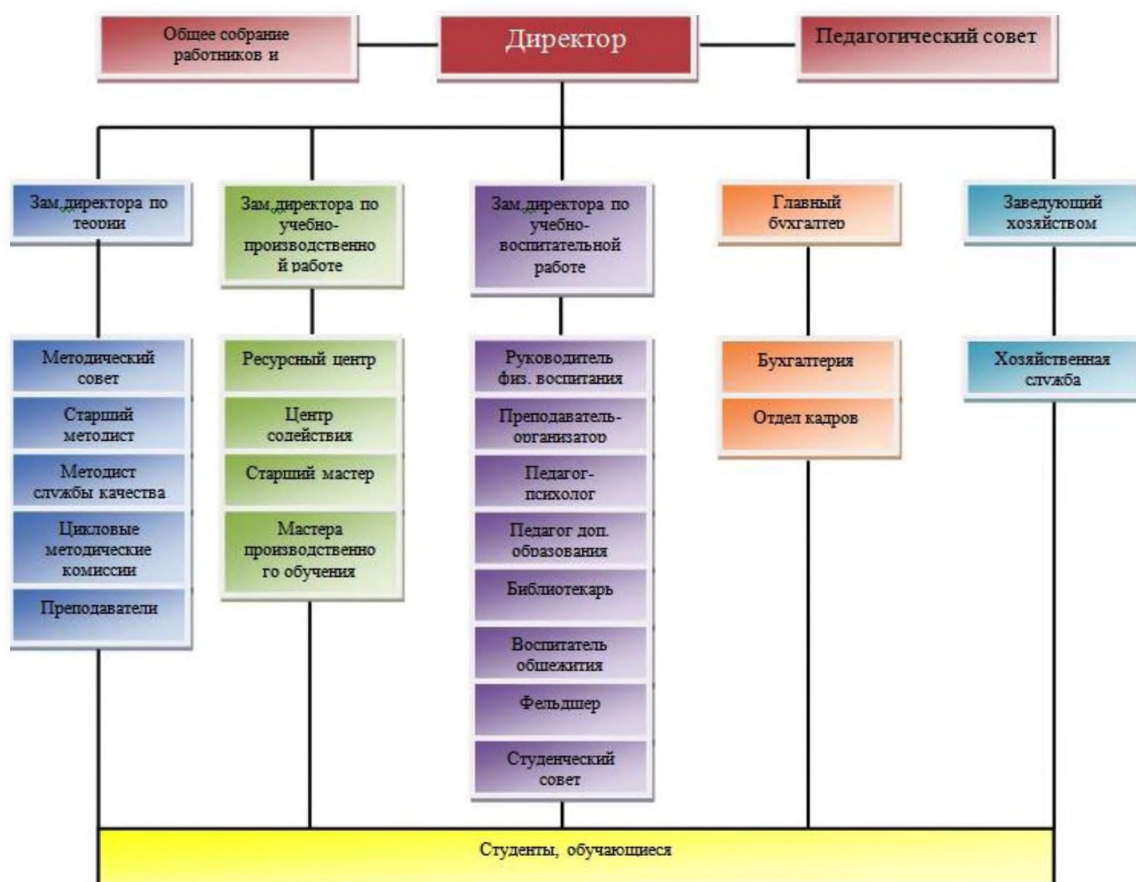 Общее собрание
работников и
Директор
Педагогический совет
Зам.директора по
теории
Зам.директора по
учебно-
производственно
й работе
Зам.директора по
учебно-
воспитательной
работе
Главный
бухгалтер
Заведующий
хозяйством
Методический
совет
Старший
методист
Методист
службы качества
Цикловые
методические
комиссии
Преподаватели
Ресурсный центр
Центр
содействия
Старший мастер
Мастера
производственно
го обучения
Руководитель
физ. воспитания
Преподаватель-
организатор
Педагог-
психолог
Педагог доп.
образования
Библиотекарь
Воспитатель
общежития
Фельдшер
Студенческий
совет
Бухгалтерия
Отдел кадров
Хозяйственная
служба
Студенты, обучающиеся